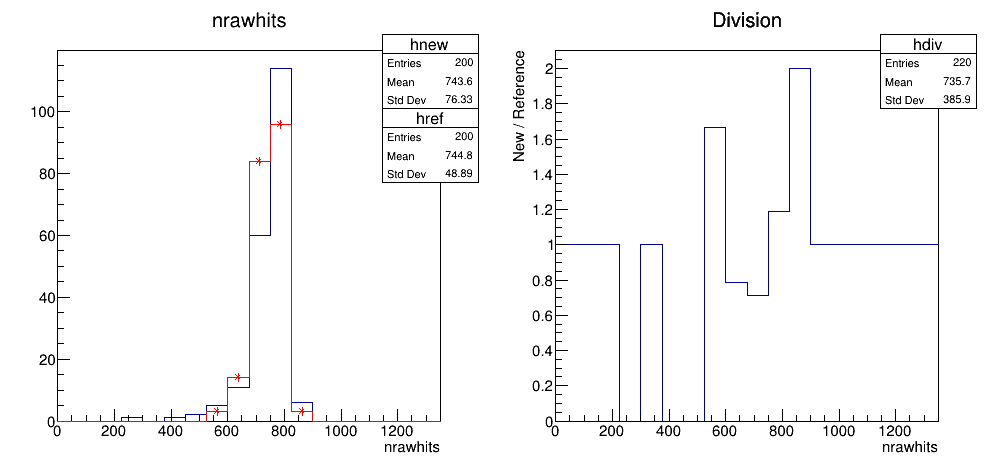 nrawhits
hnew
Entries 200
Mean 743.6
Std Dev 76.33
href
Entries 200
Mean 744.8
Std Dev 48.89
100
80
60
40
20
0
0 200 400 600 800 1000 1200
nrawhits
Division
hdiv
Entries 220
Mean 735.7
Std Dev 385.9
New / Reference
2
1.8
1.6
1.4
1.2
1
0.8
0.6
0.4
0.2
0
0 200 400 600 800 1000 1200
nrawhits